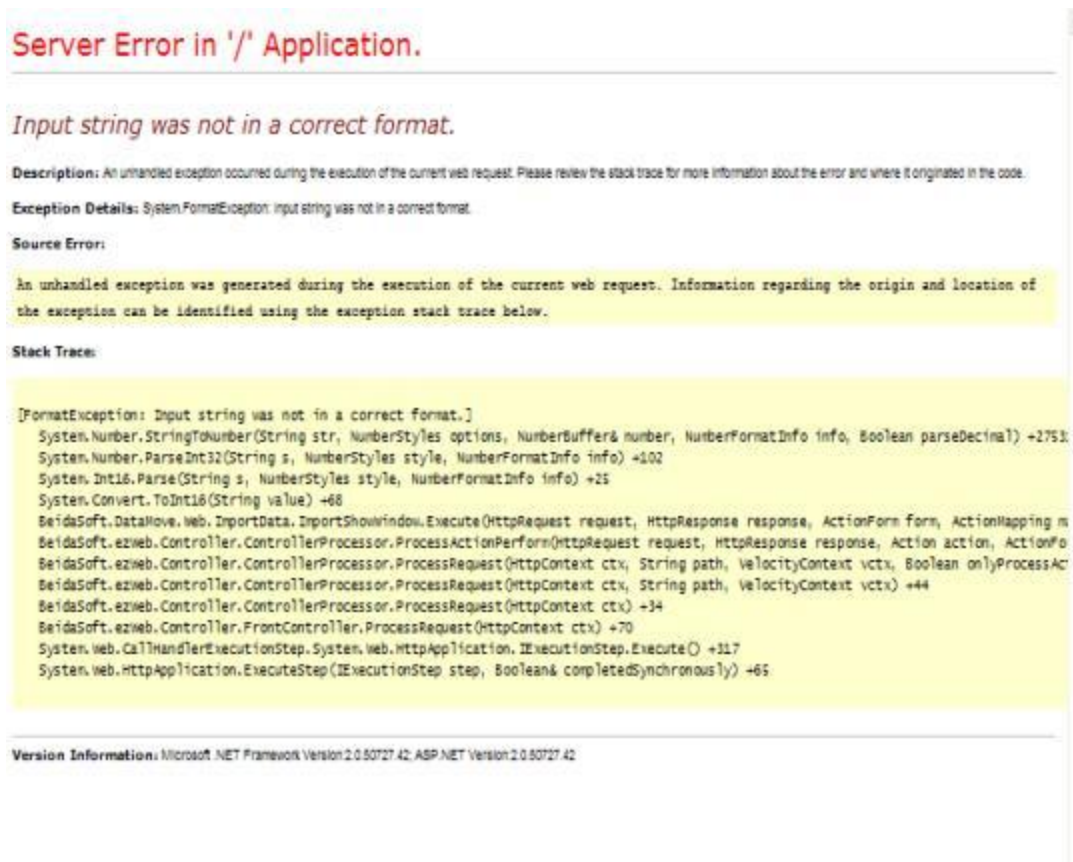 Server Error in '/' Application.
Input string was not in a correct format.
Description: An unhandled exception occurred during the execution of the current web request. Please review the stack trace for more information about the error and where it originated in the code.
Exception Details: System.FormatException: Input string was not in a correct format.
Source Error:
An unhandled exception was generated during the execution of the current web request. Information regarding the origin and location of
the exception can be identified using the exception stack trace below.
Stack Trace:
[FormatException: Input string was not in a correct format.]
System.Number.StringToNumber(String str, NumberStyles options, NumberBuffer& number, NumberFormatInfo info, Boolean parseDecimal) +2753
System.Number.ParseInt32(String s, NumberStyles style, NumberFormatInfo info) +102
System.Int16.Parse(String s, NumberStyles style, NumberFormatInfo info) +25
System.Convert.ToInt16(String value) +68
BeidaSoft.DataMove.Web.ImportData.ImportShowWindow.Execute(HttpRequest request, HttpResponse response, ActionForm form, ActionMapping m
BeidaSoft.ezweb.Controller.ControllerProcessor.ProcessActionPerform(HttpRequest request, HttpResponse response, Action action, ActionFo
BeidaSoft.ezweb.Controller.ControllerProcessor.ProcessRequest(HttpContext ctx, String path, VelocityContext vctx, Boolean onlyProcessAc
BeidaSoft.ezweb.Controller.ControllerProcessor.ProcessRequest(HttpContext ctx, String path, VelocityContext vctx) +44
BeidaSoft.ezweb.Controller.ControllerProcessor.ProcessRequest(HttpContext ctx) +34
BeidaSoft.ezweb.Controller.FrontController.ProcessRequest(HttpContext ctx) +70
System.Web.CallHandlerExecutionStep.System.Web.HttpApplication.IExecutionStep.Execute() +317
System.Web.HttpApplication.ExecuteStep(IExecutionStep step, Boolean& completedSynchronously) +65
Version Information: Microsoft .NET Framework Version:2.0.50727.42; ASP.NET Version:2.0.50727.42